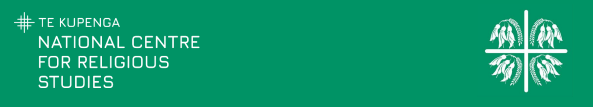 TE KUPENGA
NATIONAL CENTRE
FOR RELIGIOUS
STUDIES